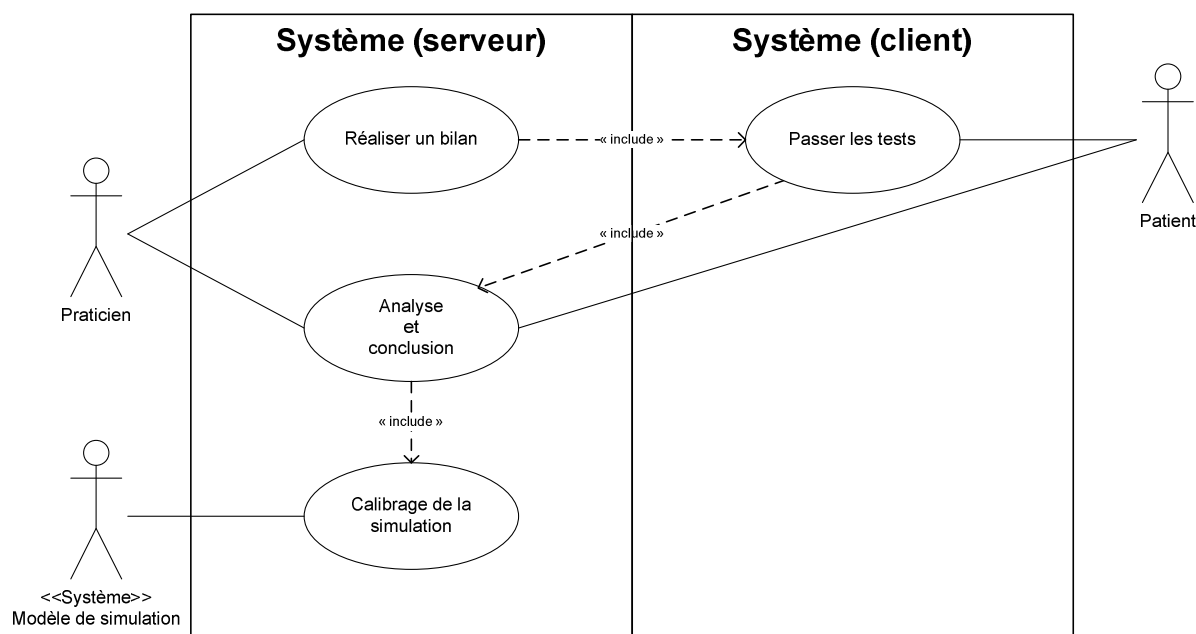 Système (serveur)
Système (client)
Réaliser un bilan
« include »
Passer les tests
Praticien
Patient
« include »
Analyse
et
conclusion
« include »
Calibrage de la
simulation
<<Système>>
Modèle de simulation